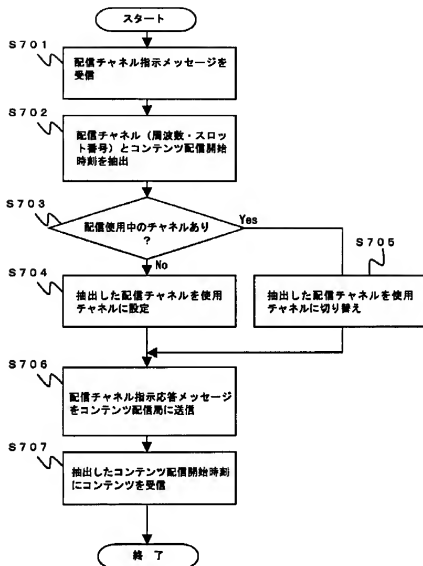 スタート
S701
配信チャネル指示メッセージを
受信
S702
配信チャネル（周波数・スロッ
ト番号）とコンテンツ配信開始
時刻を抽出
S703
配信使用中のチャネルあり
？
Yes
No
S704
抽出した配信チャネルを使用
チャネルに設定
S705
抽出した配信チャネルを使用
チャネルに切り替え
S706
配信チャネル指示応答メッセージ
をコンテンツ配信局に送信
S707
抽出したコンテンツ配信開始時刻
にコンテンツを受信
終 了